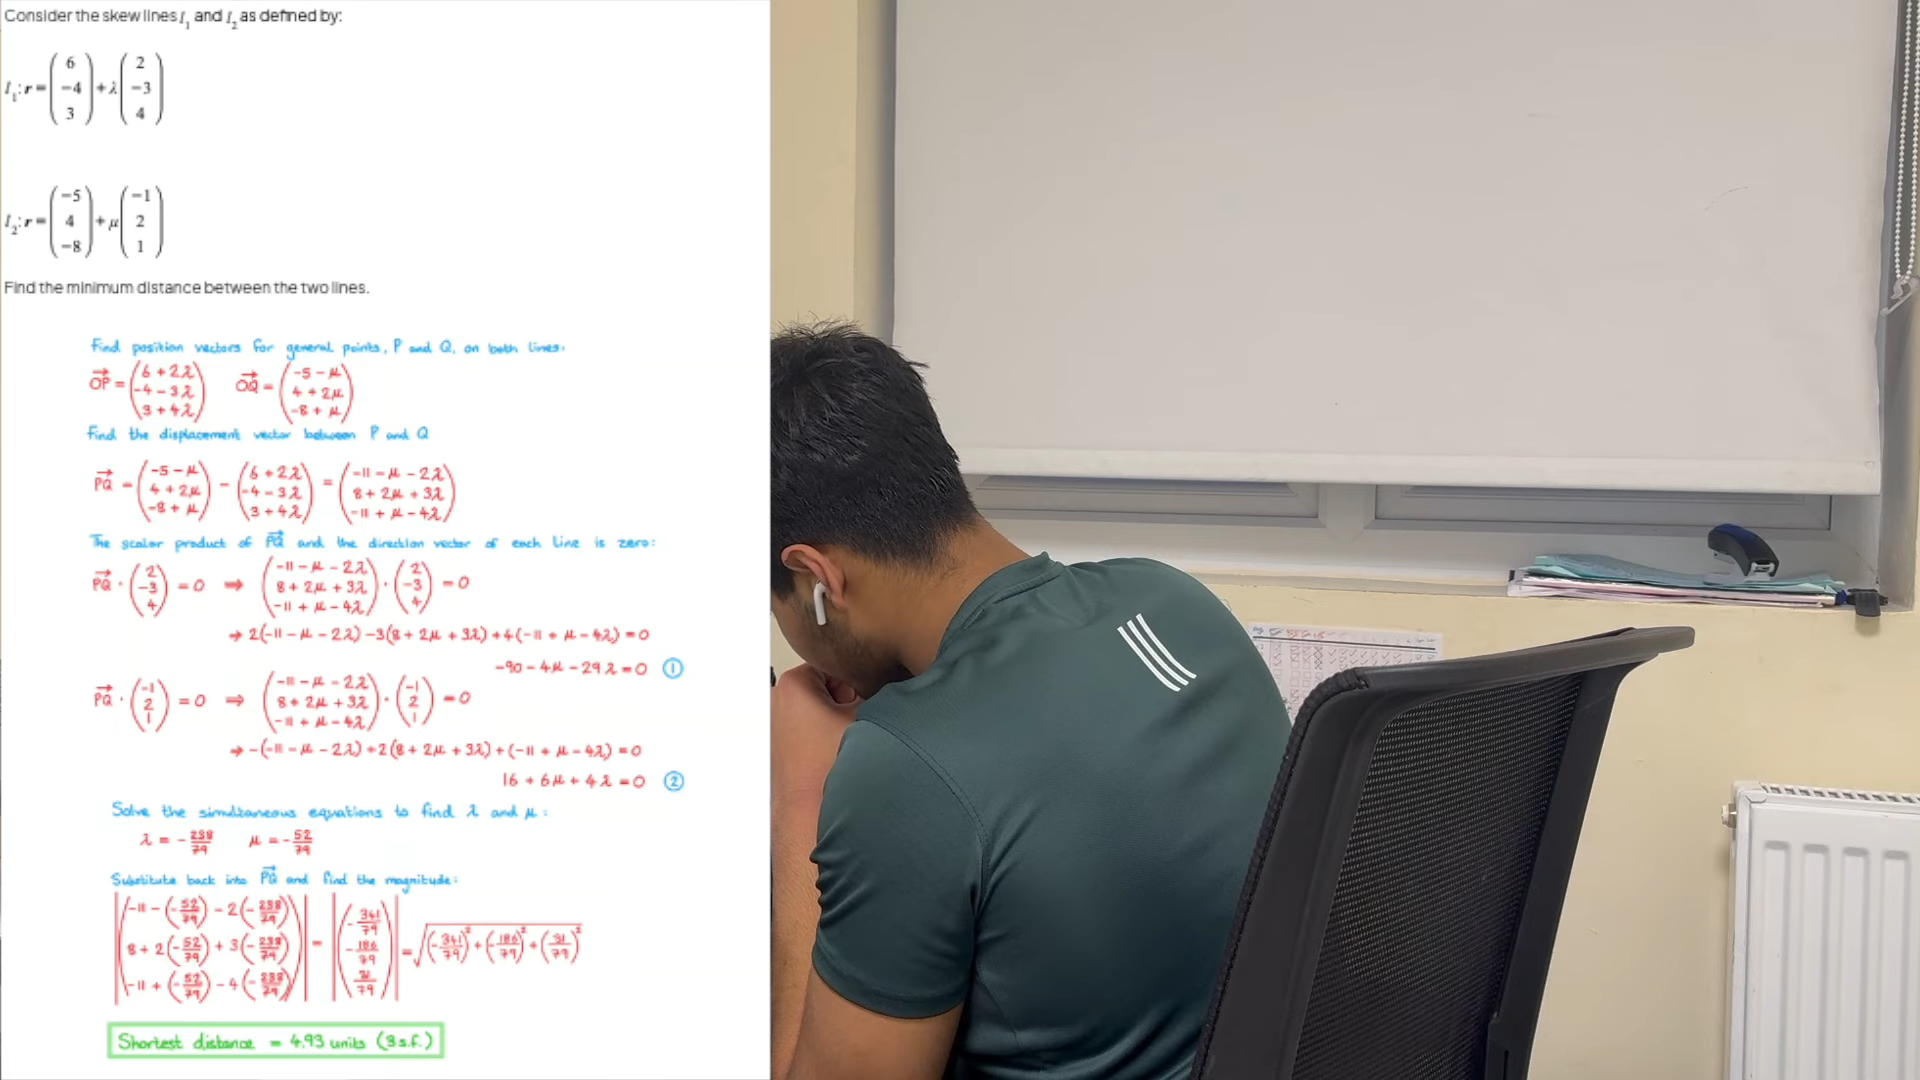 Consider the skew lines l₁ and l₂ as defined by:
l₁: r = (6, −4, 3) + λ (2, −3, 4)
l₂: r = (−5, 4, −8) + μ (−1, 2, 1)
Find the minimum distance between the two lines.
Find position vectors for general points, P and Q, on both lines:
OP⃗ = (6 + 2λ, −4 − 3λ, 3 + 4λ) OQ⃗ = (−5 − μ, 4 + 2μ, −8 + μ)
Find the displacement vector between P and Q
PQ⃗ = (−5 − μ, 4 + 2μ, −8 + μ) − (6 + 2λ, −4 − 3λ, 3 + 4λ) = (−11 − μ − 2λ, 8 + 2μ + 3λ, −11 + μ − 4λ)
The scalar product of PQ⃗ and the direction vector of each line is zero:
PQ⃗ · (2, −3, 4) = 0 ⇒ (−11 − μ − 2λ, 8 + 2μ + 3λ, −11 + μ − 4λ) · (2, −3, 4) = 0
⇒ 2(−11 − μ − 2λ) − 3(8 + 2μ + 3λ) + 4(−11 + μ − 4λ) = 0
−90 − 4μ − 29λ = 0 ①
PQ⃗ · (−1, 2, 1) = 0 ⇒ (−11 − μ − 2λ, 8 + 2μ + 3λ, −11 + μ − 4λ) · (−1, 2, 1) = 0
⇒ −(−11 − μ − 2λ) + 2(8 + 2μ + 3λ) + (−11 + μ − 4λ) = 0
16 + 6μ + 4λ = 0 ②
Solve the simultaneous equations to find λ and μ:
λ = −238/79 μ = −52/79
Substitute back into PQ⃗ and find the magnitude:
|(−11 − (−52/79) − 2(−238/79), 8 + 2(−52/79) + 3(−238/79), −11 + (−52/79) − 4(−238/79))| = |(−341/79, −186/79, 31/79)| = √((−341/79)² + (−186/79)² + (31/79)²)
Shortest distance = 4.93 units (3 s.f.)